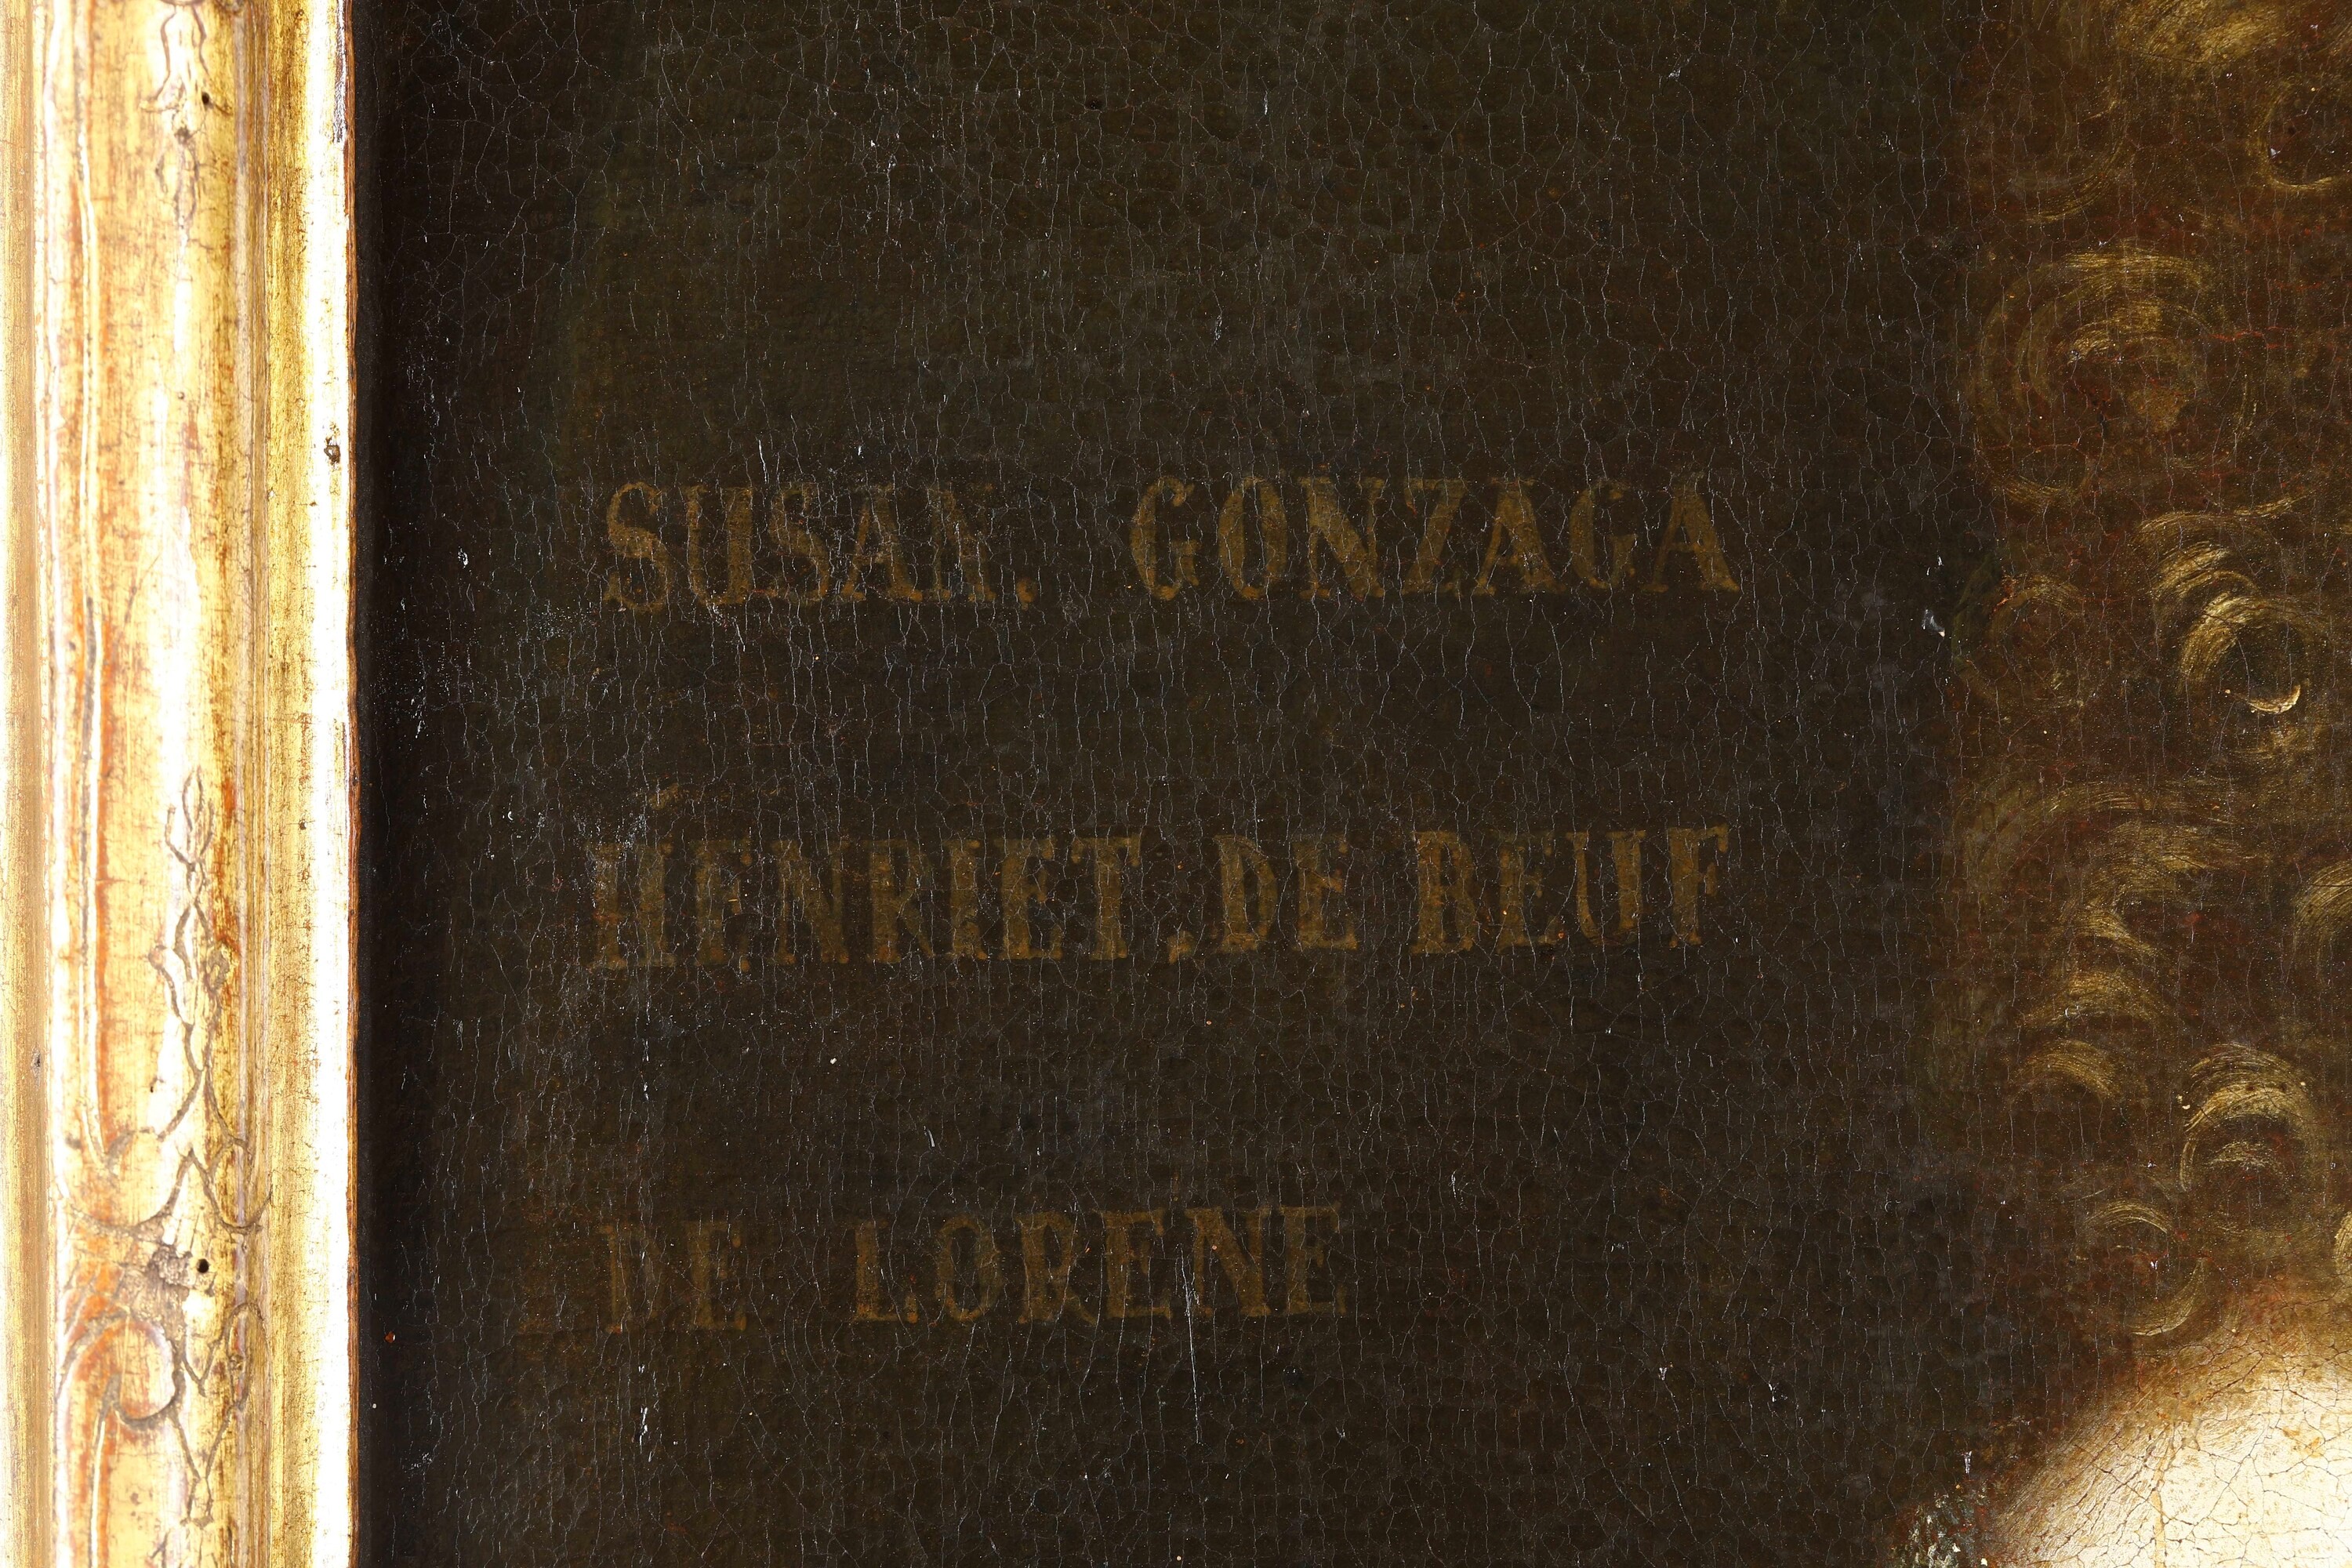 SUSAN. GONZAGA
HENRIET. DE BEUF
DE LORENE